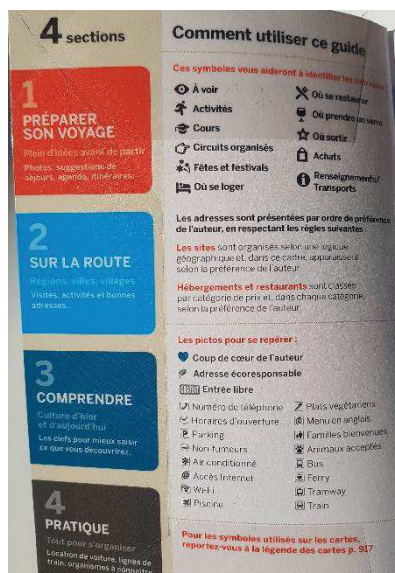 4 sections
1
PRÉPARER
SON VOYAGE
Plein d'idées avant de partir
Photos, suggestions de
séjours, agenda, itinéraires.
2
SUR LA ROUTE
Régions, villes, villages
Visites, activités et bonnes
adresses.
3
COMPRENDRE
Culture d'hier
et d'aujourd'hui
Les clefs pour mieux saisir
ce que vous découvrirez.
4
PRATIQUE
Tout pour s'organiser
Location de voiture, lignes de
train, organismes à connaître
Comment utiliser ce guide
Ces symboles vous aideront à identifier les
À voir
Activités
Cours
Circuits organisés
Fêtes et festivals
Où se loger
Où se restaurer
Où prendre un verre
Où sortir
Achats
Renseignements/
Transports
Les adresses sont présentées par ordre de préférence
de l'auteur, en respectant les règles suivantes
Les sites sont organisés selon une logique
géographique et, dans ce cadre, apparaissent
selon la préférence de l'auteur.
Hébergements et restaurants sont classés
par catégorie de prix et, dans chaque catégorie,
selon la préférence de l'auteur.
Les pictos pour se repérer :
Coup de cœur de l'auteur
Adresse écoresponsable
Entrée libre
Numéro de téléphone
Horaires d'ouverture
Parking
Non-fumeurs
Air conditionné
Accès Internet
Wi-Fi
Piscine
Plats végétariens
Menu en anglais
Familles bienvenues
Animaux acceptés
Bus
Ferry
Tramway
Train
Pour les symboles utilisés sur les cartes,
reportez-vous à la légende des cartes p. 917